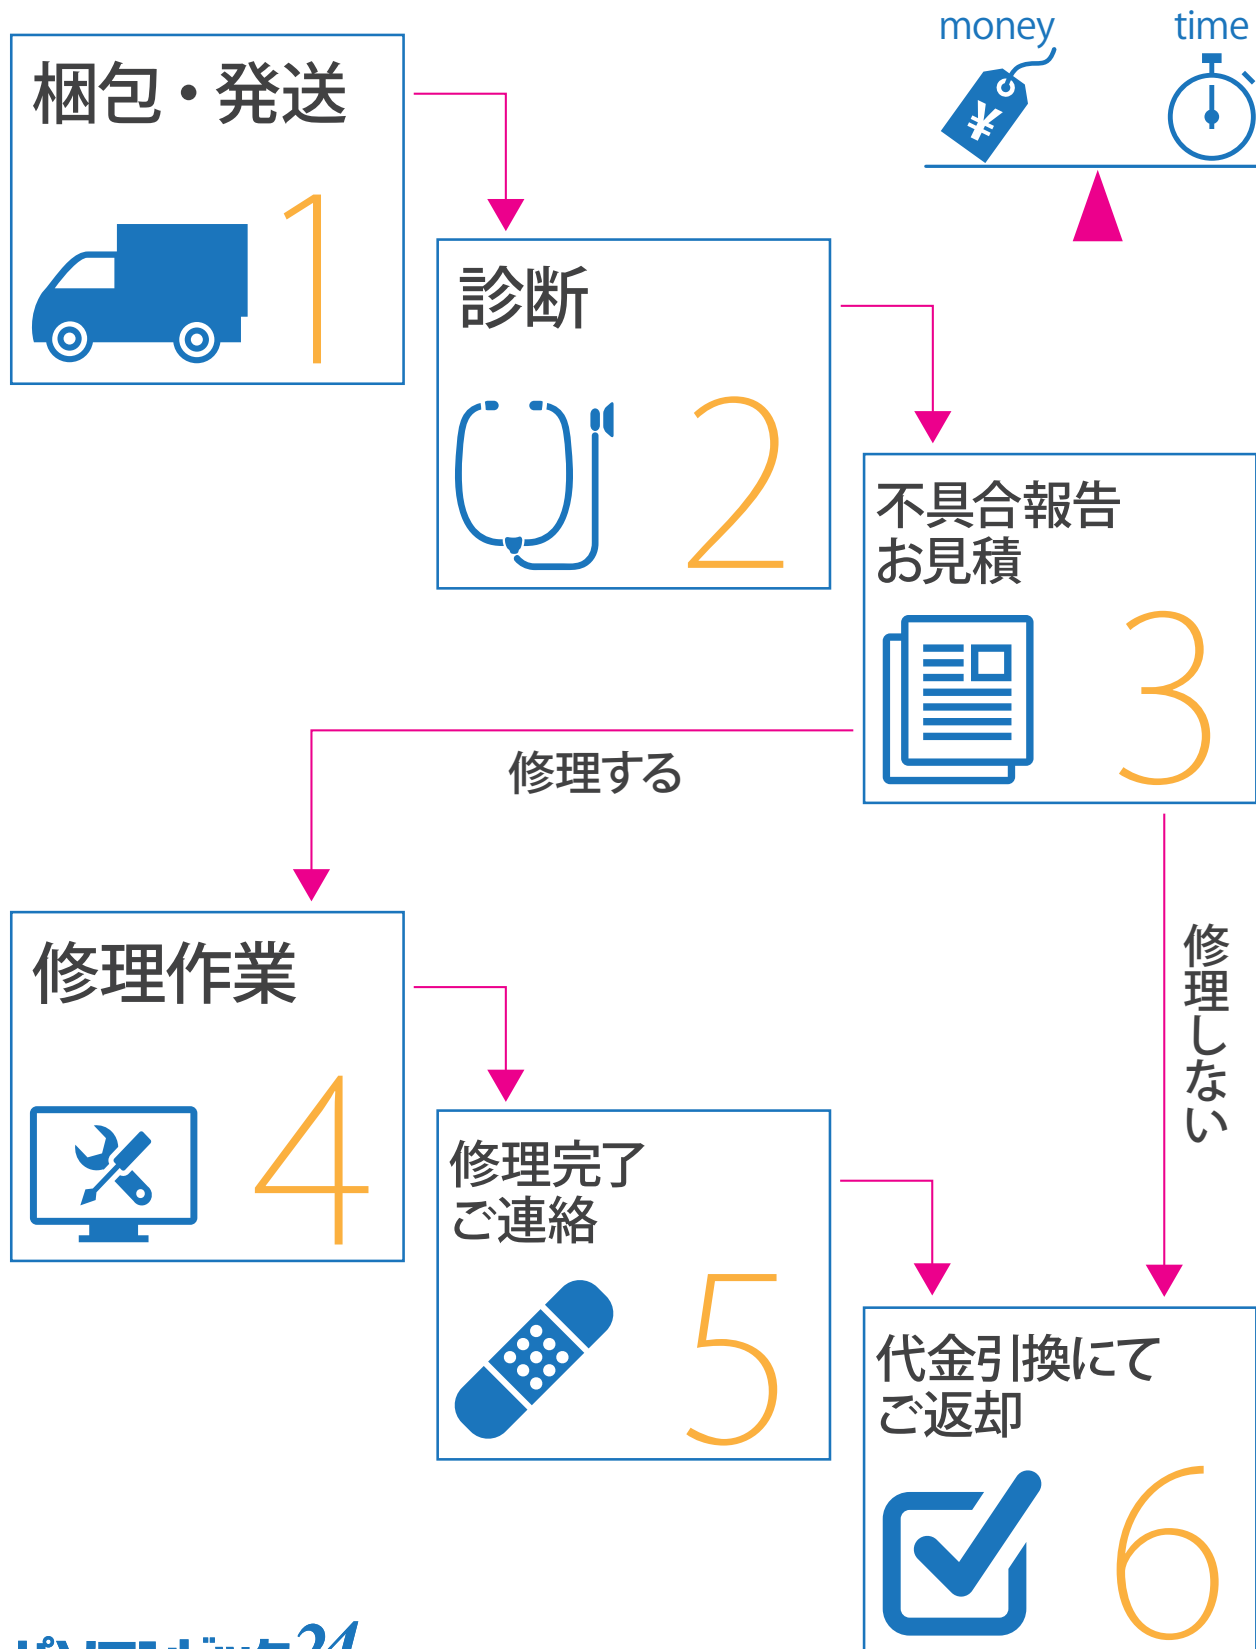 money
time
¥
梱包・発送
1
診断
2
不具合報告
お見積
3
修理する
修理しない
修理作業
4
修理完了
ご連絡
5
代金引換にて
ご返却
6
24